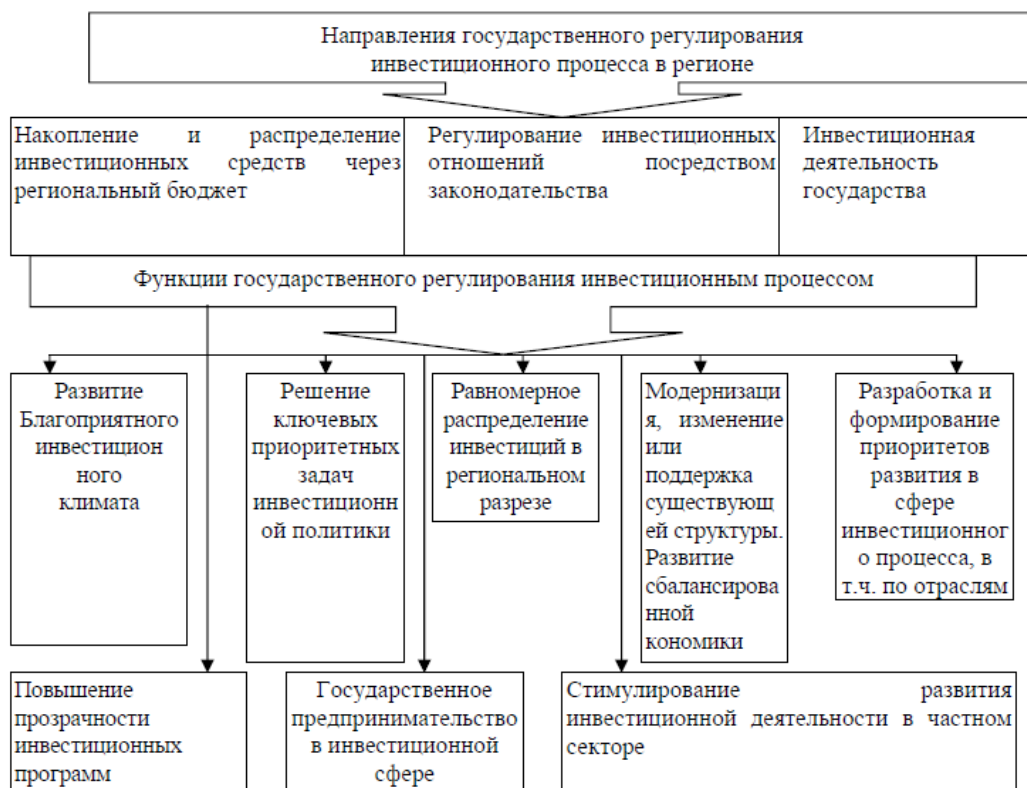 Направления государственного регулирования
инвестиционного процесса в регионе
Накопление и распределение
инвестиционных средств через
региональный бюджет
Регулирование инвестиционных
отношений посредством
законодательства
Инвестиционная
деятельность
государства
Функции государственного регулирования инвестиционным процессом
Развитие
Благоприятного
инвестицион
ного
климата
Решение
ключевых
приоритетных
задач
инвестиционн
ой политики
Равномерное
распределение
инвестиций в
региональном
разрезе
Модернизаци
я, изменение
или
поддержка
существующ
ей структуры.
Развитие
сбалансирова
нной
кономики
Разработка и
формирование
приоритетов
развития в
сфере
инвестиционног
о процесса, в
т.ч. по отраслям
Повышение
прозрачности
инвестиционных
программ
Государственное
предпринимательство
в инвестиционной
сфере
Стимулирование развития
инвестиционной деятельности в частном
секторе